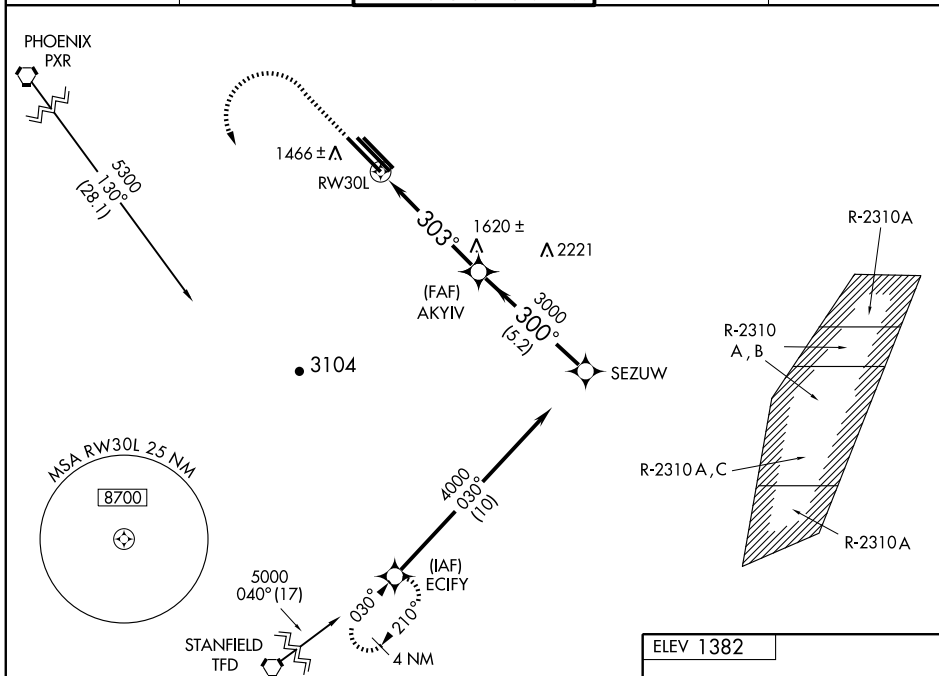 PHOENIX
PXR
5300
130°
(28.1)
1466 ±
RW30L
303°
1620 ±
2221
(FAF)
AKYIV
3000
300°
(5.2)
SEZUW
3104
R-2310A
R-2310
A, B
R-2310 A, C
R-2310A
MSA RW30L 25 NM
8700
4000
030°
(10)
(IAF)
ECIFY
5000
040° (17)
030°
210°
4 NM
STANFIELD
TFD
ELEV 1382